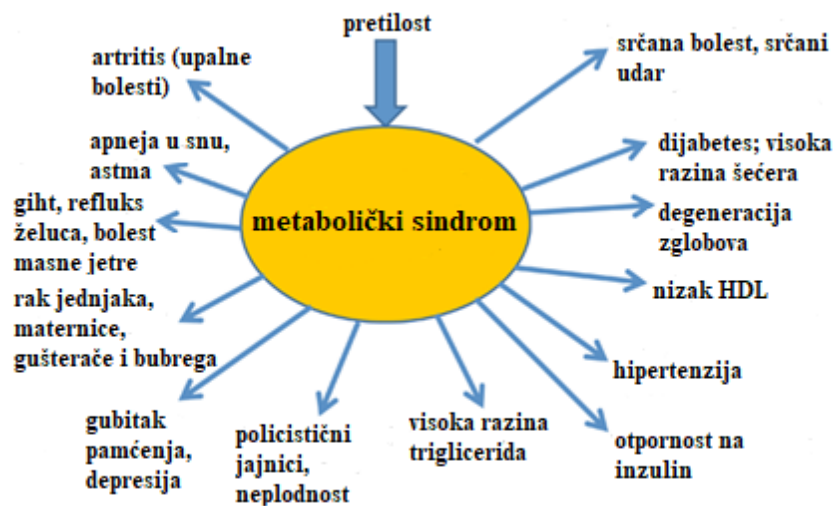 pretilost
artritis (upalne
bolesti)
srčana bolest, srčani
udar
apneja u snu,
astma
dijabetes; visoka
razina šećera
giht, refluks
želuca, bolest
masne jetre
metabolički sindrom
degeneracija
zglobova
nizak HDL
rak jednjaka,
maternice,
gušterače i bubrega
hipertenzija
gubitak
pamćenja,
depresija
policistični
jajnici,
neplodnost
visoka razina
triglicerida
otpornost na
inzulin